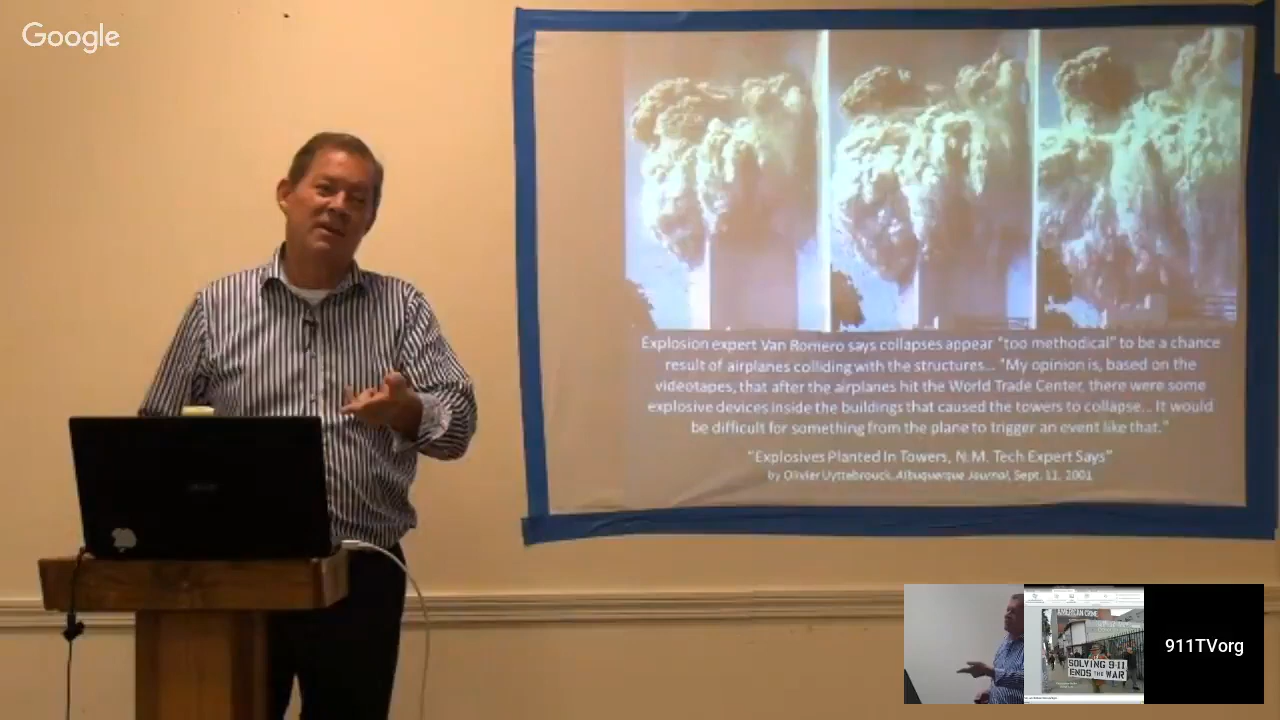 Google
Explosion expert Van Romero says collapses appear "too methodical" to be a chance
result of airplanes colliding with the structures... "My opinion is, based on the
videotapes, that after the airplanes hit the World Trade Center, there were some
explosive devices inside the buildings that caused the towers to collapse... It would
be difficult for something from the plane to trigger an event like that."
"Explosives Planted In Towers, N.M. Tech Expert Says"
by Olivier Uyttebrouck, Albuquerque Journal, Sept. 11, 2001
AMERICAN CRIME
SOLVING 9-11
ENDS THE WAR
911TVorg